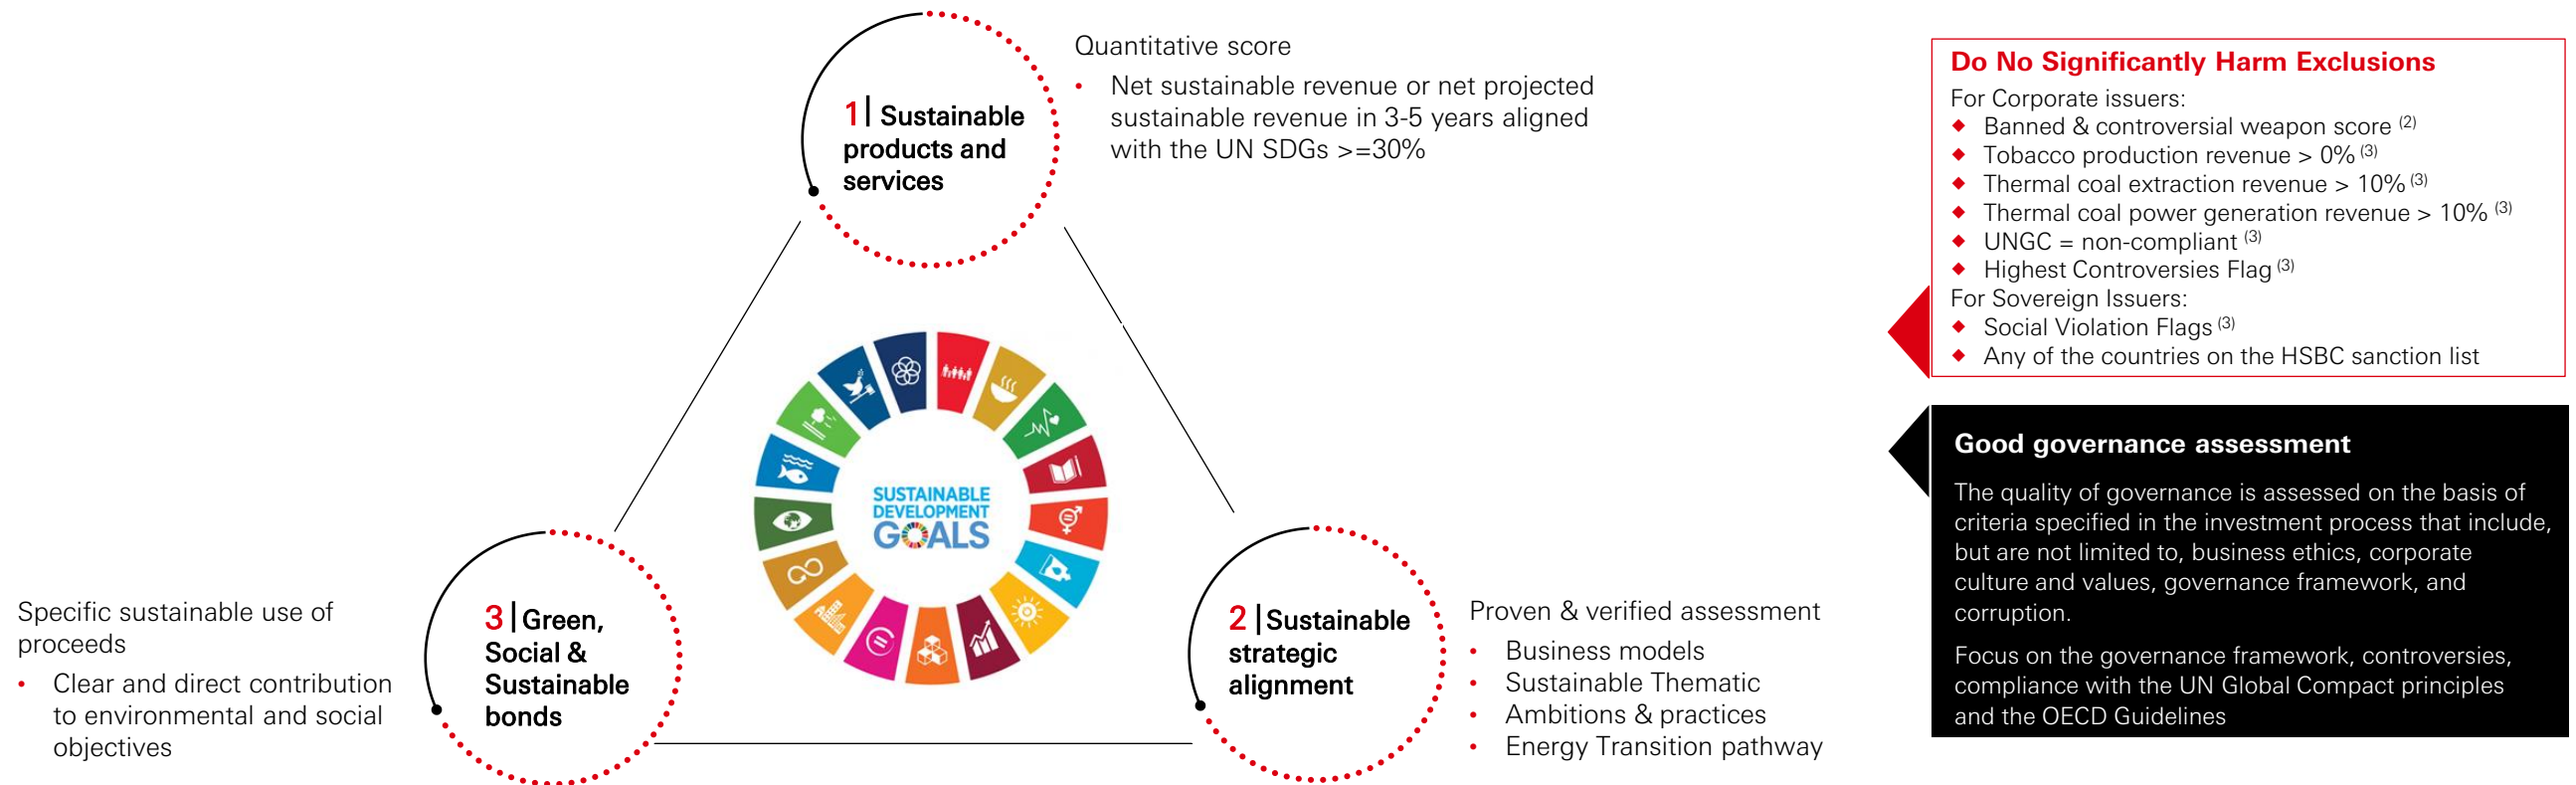 1| Sustainable
products and
services
Quantitative score
• Net sustainable revenue or net projected
sustainable revenue in 3-5 years aligned
with the UN SDGs >=30%
SUSTAINABLE
DEVELOPMENT
GOALS
2 |Sustainable
strategic
alignment
Proven & verified assessment
• Business models
• Sustainable Thematic
• Ambitions & practices
• Energy Transition pathway
3 |Green,
Social &
Sustainable
bonds
Specific sustainable use of
proceeds
• Clear and direct contribution
to environmental and social
objectives
Do No Significantly Harm Exclusions
For Corporate issuers:
◆ Banned & controversial weapon score (2)
◆ Tobacco production revenue > 0% (3)
◆ Thermal coal extraction revenue > 10% (3)
◆ Thermal coal power generation revenue > 10% (3)
◆ UNGC = non-compliant (3)
◆ Highest Controversies Flag (3)
For Sovereign Issuers:
◆ Social Violation Flags (3)
◆ Any of the countries on the HSBC sanction list
Good governance assessment
The quality of governance is assessed on the basis of
criteria specified in the investment process that include,
but are not limited to, business ethics, corporate
culture and values, governance framework, and
corruption.
Focus on the governance framework, controversies,
compliance with the UN Global Compact principles
and the OECD Guidelines